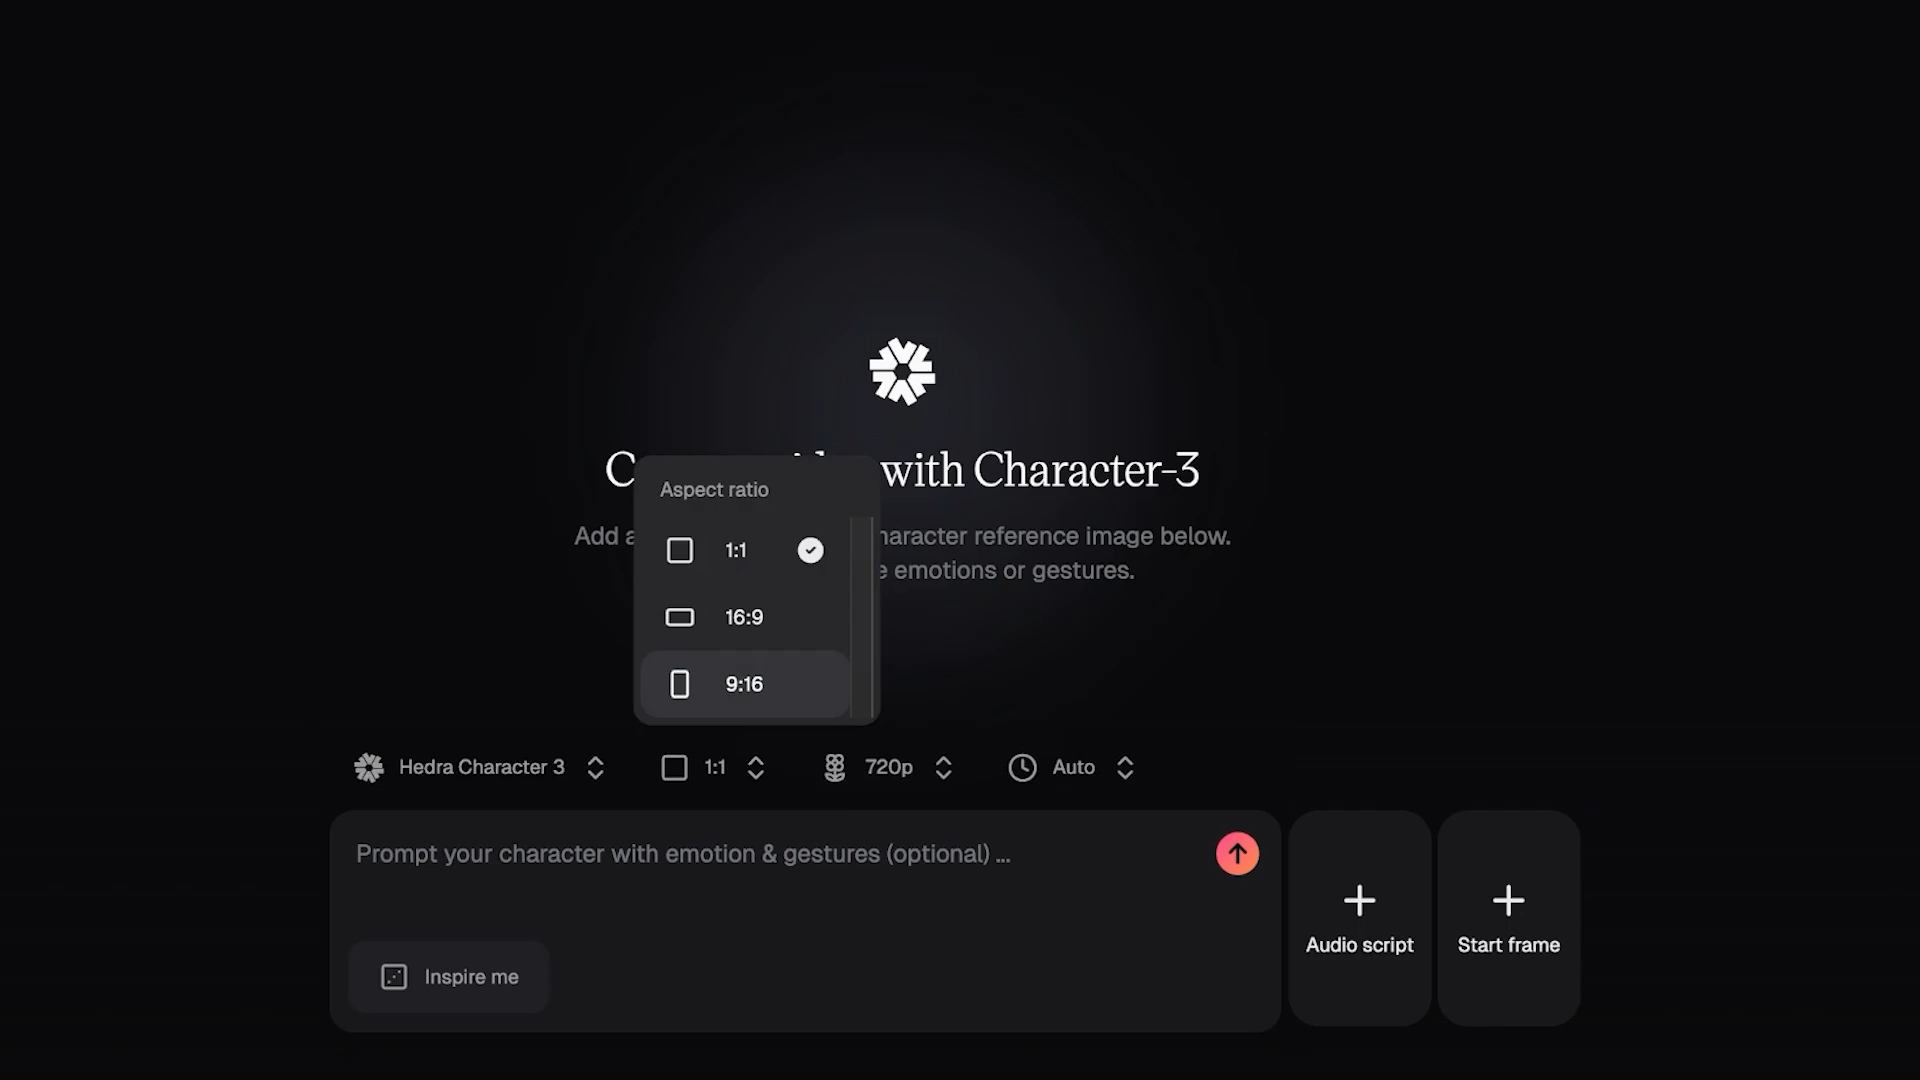 with Character-3
Aspect ratio
Add a
character reference image below.
1:1
emotions or gestures.
16:9
9:16
Hedra Character 3
1:1
720p
Auto
Prompt your character with emotion & gestures (optional) ...
Audio script
Start frame
Inspire me